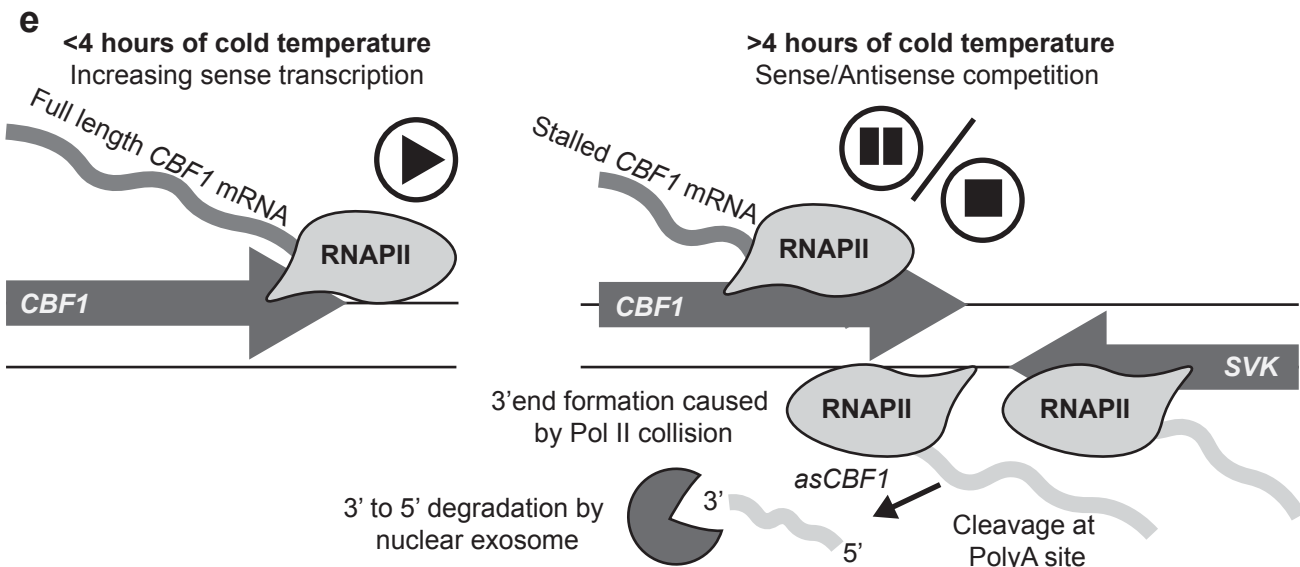 e
<4 hours of cold temperature
Increasing sense transcription
Full length CBF1 mRNA
RNAPII
CBF1
>4 hours of cold temperature
Sense/Antisense competition
Stalled CBF1 mRNA
RNAPII
CBF1
SVK
RNAPII
RNAPII
3'end formation caused
by Pol II collision
asCBF1
3' to 5' degradation by
nuclear exosome
3'
5'
Cleavage at
PolyA site